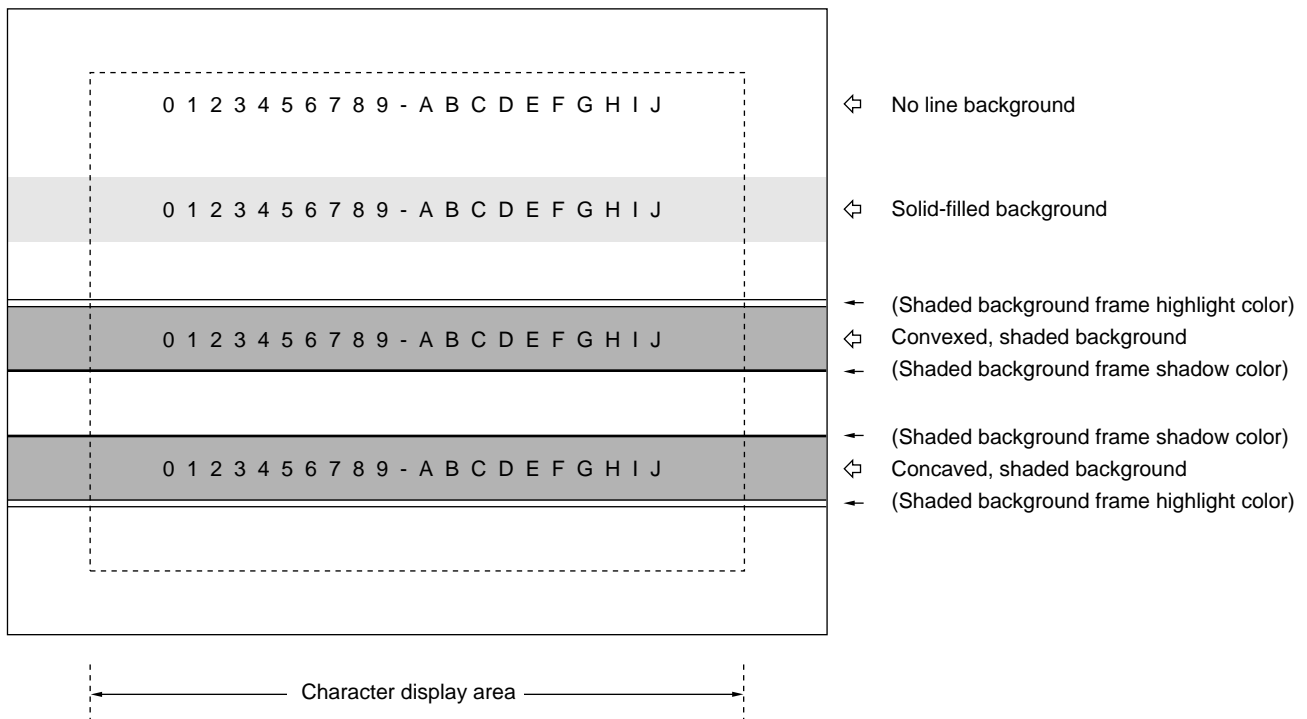 0 1 2 3 4 5 6 7 8 9 - A B C D E F G H I J
No line background
0 1 2 3 4 5 6 7 8 9 - A B C D E F G H I J
Solid-filled background
(Shaded background frame highlight color)
0 1 2 3 4 5 6 7 8 9 - A B C D E F G H I J
Convexed, shaded background
(Shaded background frame shadow color)
(Shaded background frame shadow color)
0 1 2 3 4 5 6 7 8 9 - A B C D E F G H I J
Concaved, shaded background
(Shaded background frame highlight color)
Character display area